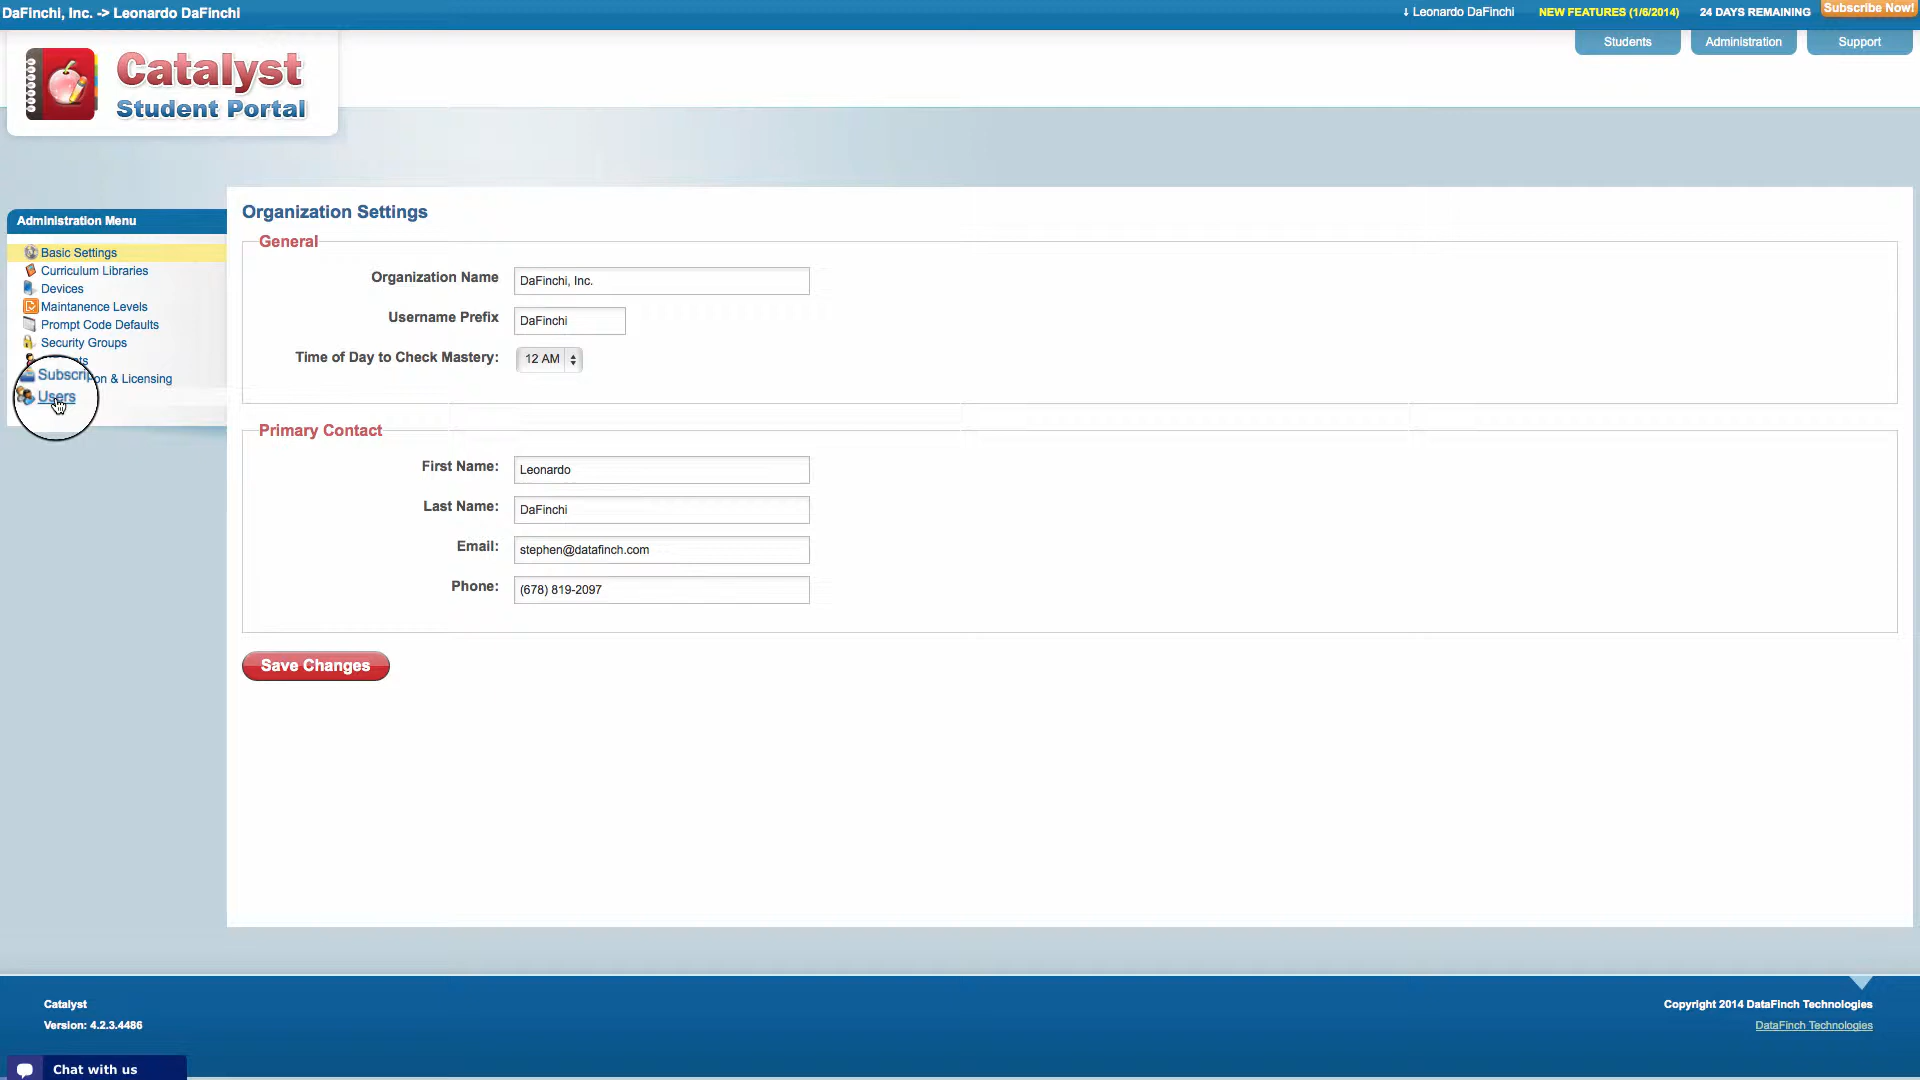 DaFinchi, Inc. -> Leonardo DaFinchi
↓ Leonardo DaFinchi NEW FEATURES (1/6/2014) 24 DAYS REMAINING Subscribe Now!
Students Administration Support
Catalyst
Student Portal
Administration Menu
Basic Settings
Curriculum Libraries
Devices
Maintanence Levels
Prompt Code Defaults
Security Groups
Subscription & Licensing
Users
Organization Settings
General
Organization Name DaFinchi, Inc.
Username Prefix DaFinchi
Time of Day to Check Mastery: 12 AM
Primary Contact
First Name: Leonardo
Last Name: DaFinchi
Email: stephen@datafinch.com
Phone: (678) 819-2097
Save Changes
Catalyst
Version: 4.2.3.4486
Copyright 2014 DataFinch Technologies
DataFinch Technologies
Chat with us